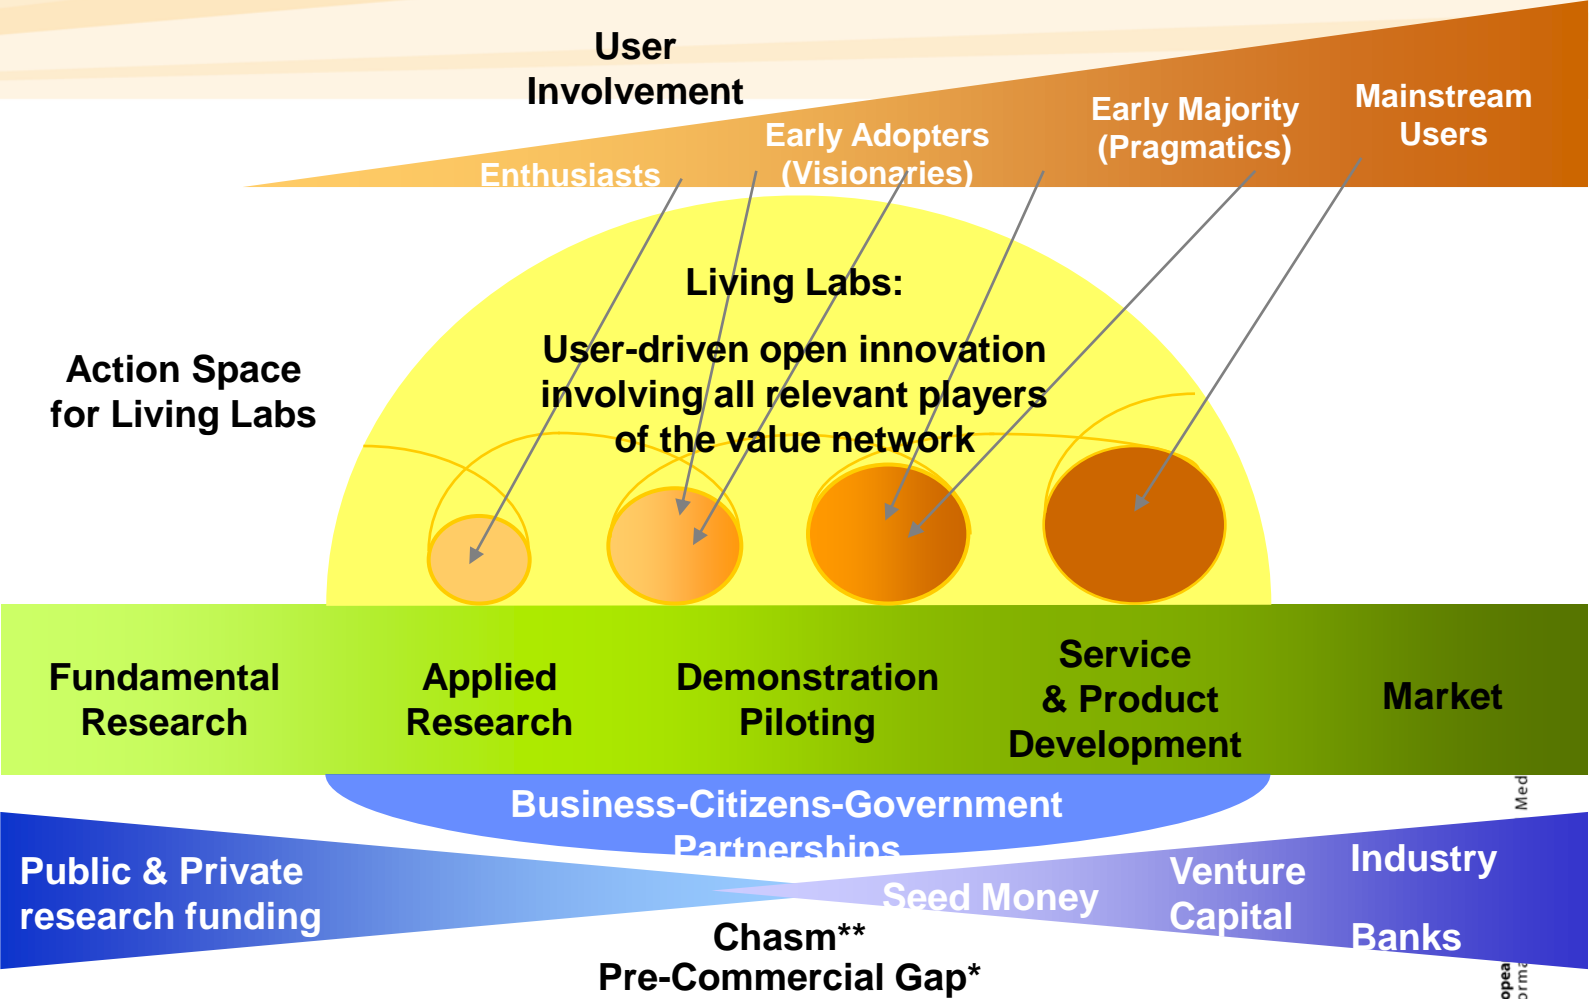 User
Involvement
Enthusiasts
Early Adopters
(Visionaries)
Early Majority
(Pragmatics)
Mainstream
Users
Living Labs:
User-driven open innovation
involving all relevant players
of the value network
Action Space
for Living Labs
Fundamental
Research
Applied
Research
Demonstration
Piloting
Service
& Product
Development
Market
Business-Citizens-Government
Partnerships
Public & Private
research funding
Seed Money
Venture
Capital
Industry
Banks
Chasm**
Pre-Commercial Gap*
Med